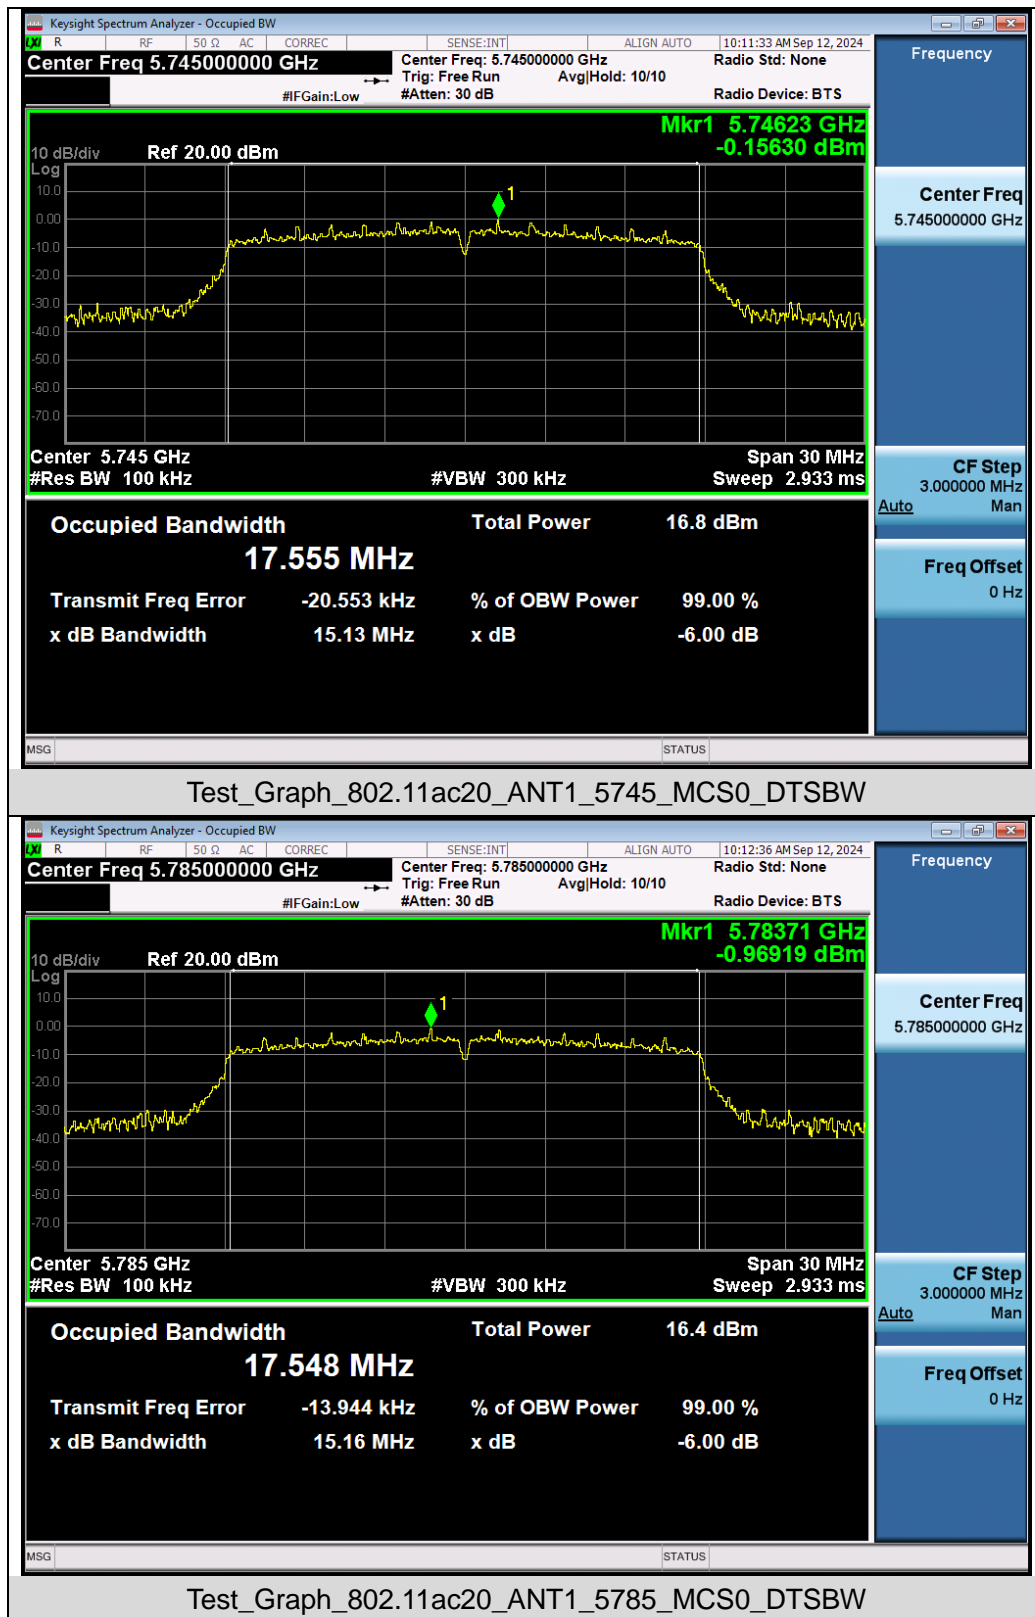 Keysight Spectrum Analyzer - Occupied BW
LXI R RF 50 Ω AC CORREC SENSE:INT ALIGN AUTO 10:11:33 AM Sep 12, 2024
Center Freq 5.745000000 GHz Center Freq: 5.745000000 GHz Radio Std: None Frequency
Trig: Free Run Avg|Hold: 10/10
#IFGain:Low #Atten: 30 dB Radio Device: BTS
Mkr1 5.74623 GHz
10 dB/div Ref 20.00 dBm -0.15630 dBm
Log
10.0
0.00
-10.0
-20.0
-30.0
-40.0
-50.0
-60.0
-70.0
1
Center Freq
5.745000000 GHz
Center 5.745 GHz Span 30 MHz
#Res BW 100 kHz #VBW 300 kHz Sweep 2.933 ms
CF Step
3.000000 MHz
Auto Man
Occupied Bandwidth Total Power 16.8 dBm
17.555 MHz
Freq Offset
0 Hz
Transmit Freq Error -20.553 kHz % of OBW Power 99.00 %
x dB Bandwidth 15.13 MHz x dB -6.00 dB
MSG STATUS
Test_Graph_802.11ac20_ANT1_5745_MCS0_DTSBW
Keysight Spectrum Analyzer - Occupied BW
LXI R RF 50 Ω AC CORREC SENSE:INT ALIGN AUTO 10:12:36 AM Sep 12, 2024
Center Freq 5.785000000 GHz Center Freq: 5.785000000 GHz Radio Std: None Frequency
Trig: Free Run Avg|Hold: 10/10
#IFGain:Low #Atten: 30 dB Radio Device: BTS
Mkr1 5.78371 GHz
10 dB/div Ref 20.00 dBm -0.96919 dBm
Log
10.0
0.00
-10.0
-20.0
-30.0
-40.0
-50.0
-60.0
-70.0
1
Center Freq
5.785000000 GHz
Center 5.785 GHz Span 30 MHz
#Res BW 100 kHz #VBW 300 kHz Sweep 2.933 ms
CF Step
3.000000 MHz
Auto Man
Occupied Bandwidth Total Power 16.4 dBm
17.548 MHz
Freq Offset
0 Hz
Transmit Freq Error -13.944 kHz % of OBW Power 99.00 %
x dB Bandwidth 15.16 MHz x dB -6.00 dB
MSG STATUS
Test_Graph_802.11ac20_ANT1_5785_MCS0_DTSBW